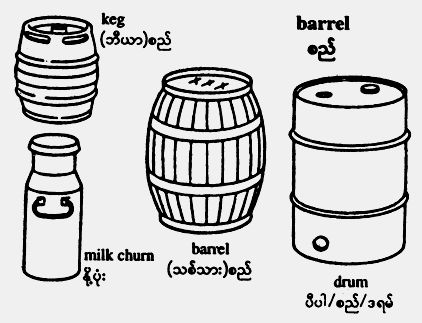 keg
(ဘီယာ)စည်
barrel
စည်
milk churn
နို့ပုံး
barrel
(သစ်သား)စည်
drum
ပီပါ/စည်/ဒရမ်